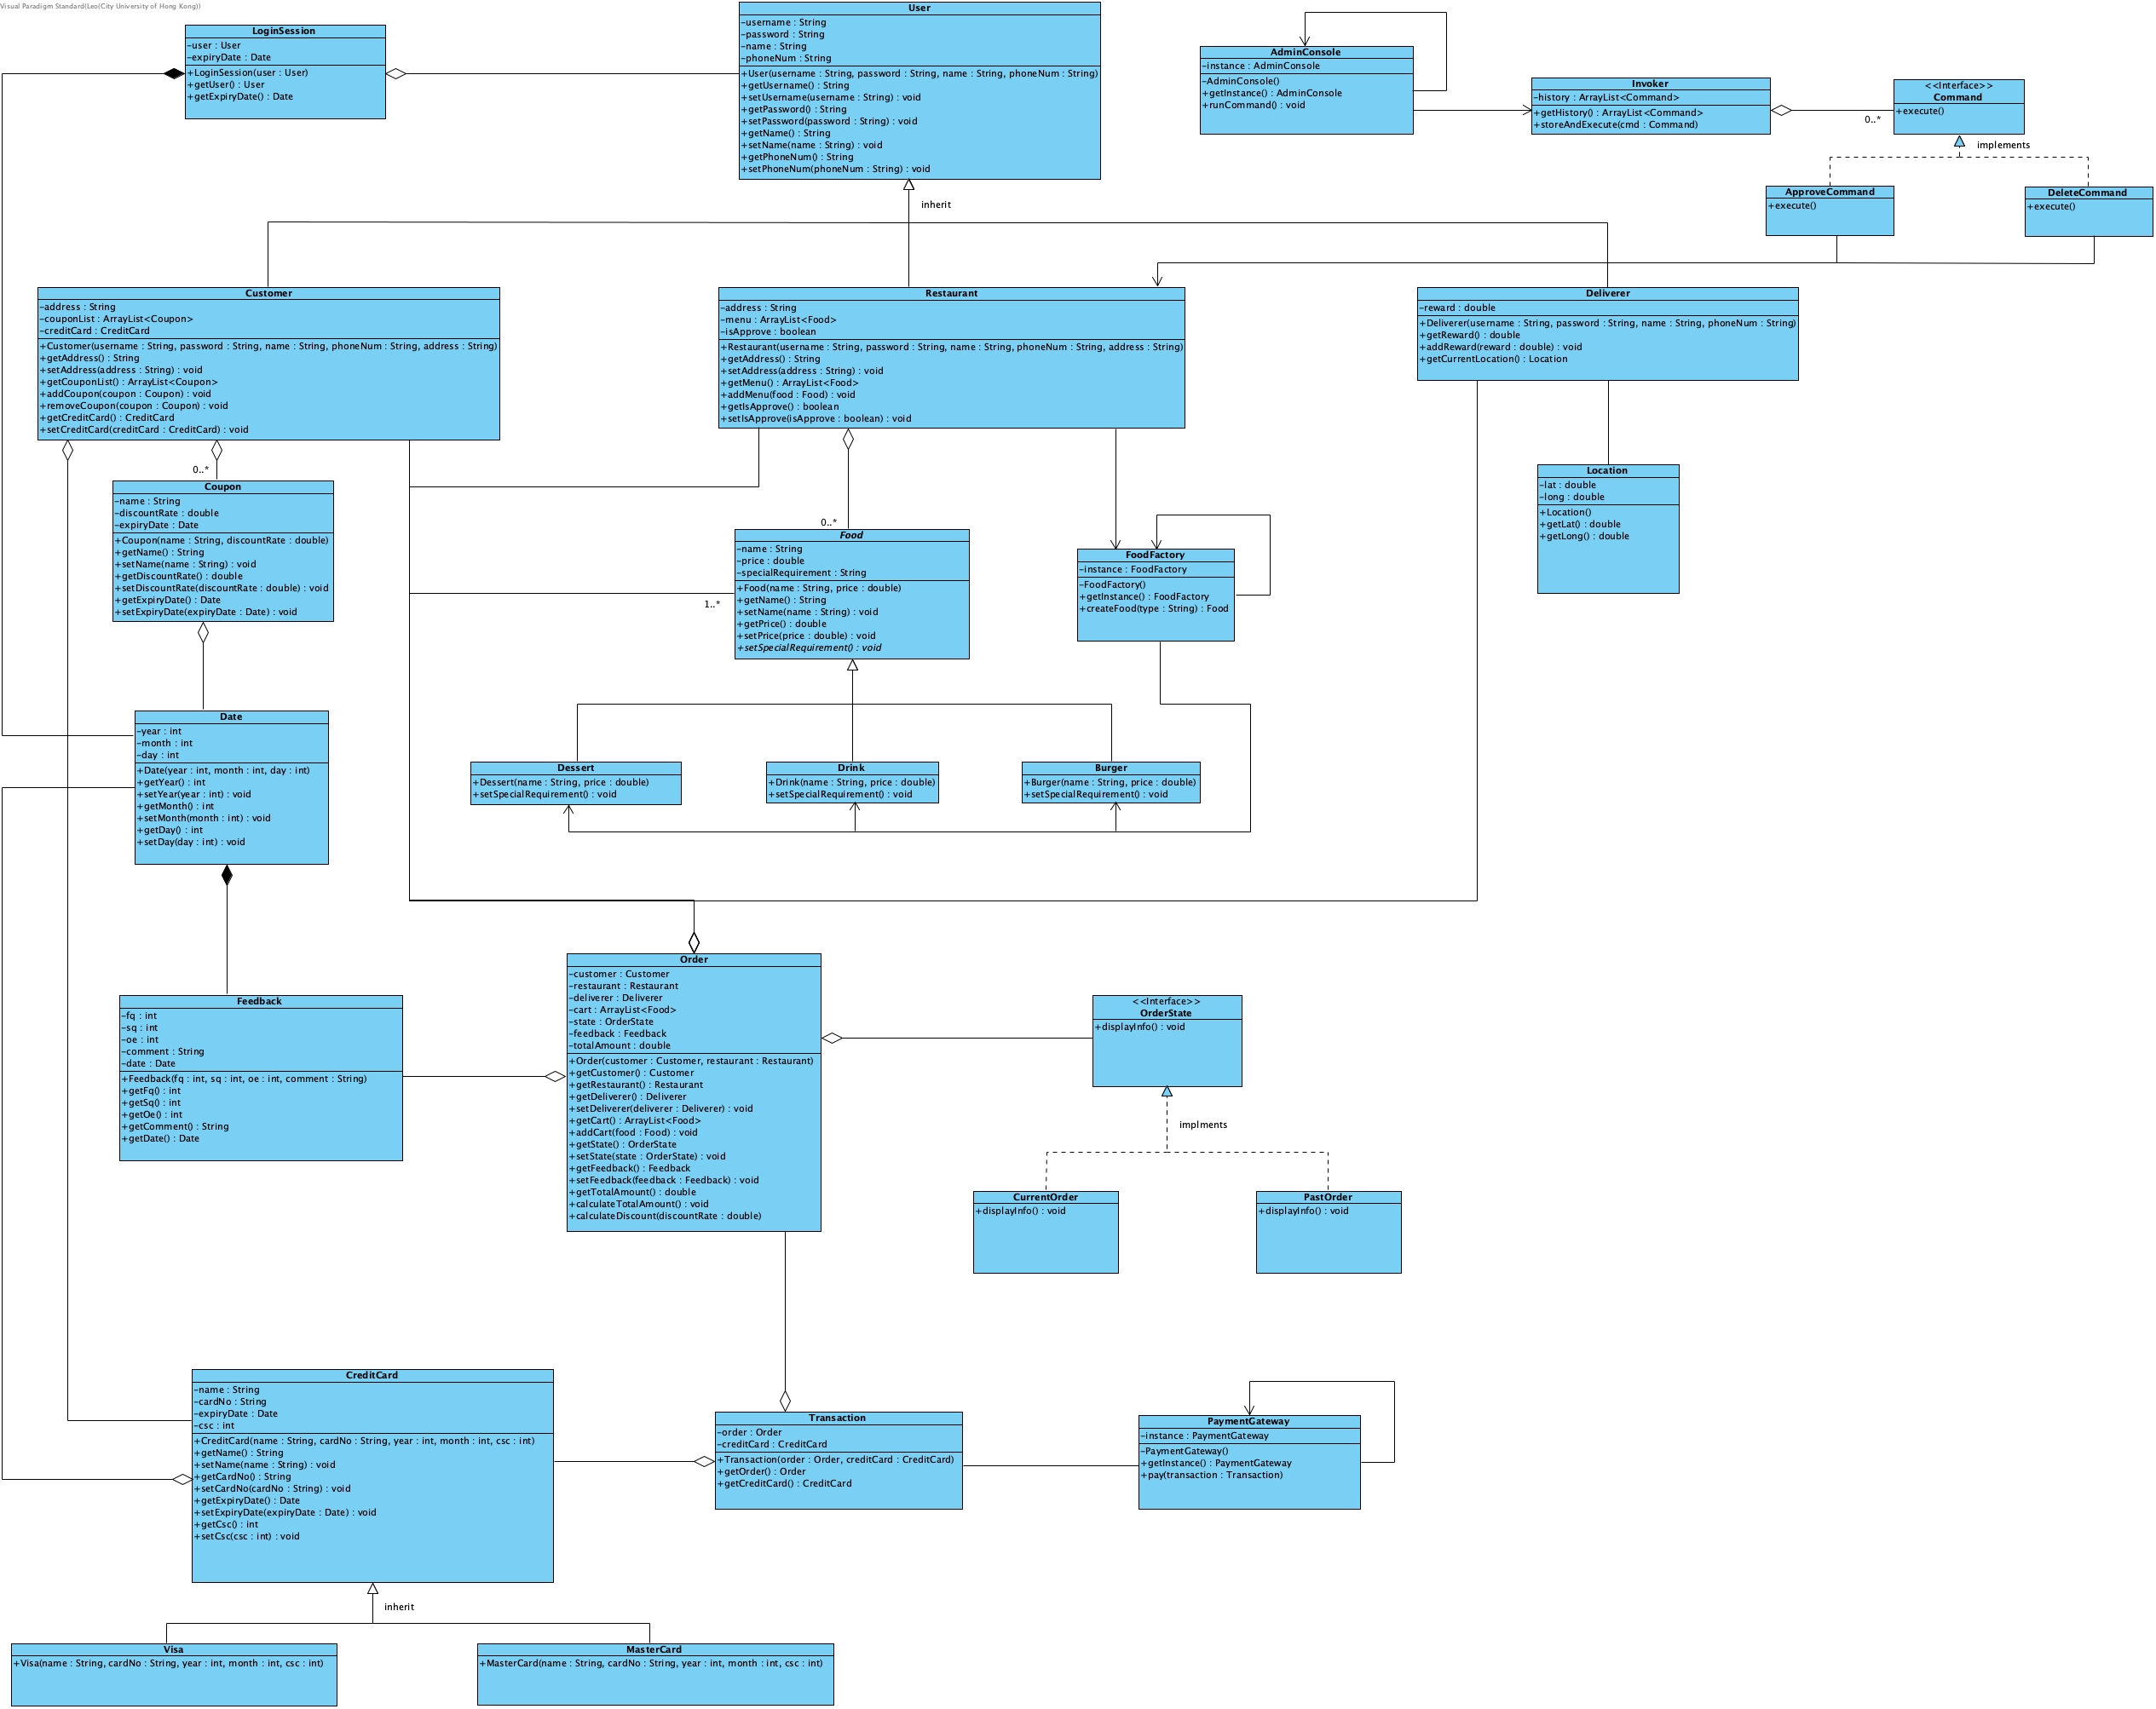 Visual Paradigm Standard(Leo(City University of Hong Kong))
LoginSession
-user : User
-expiryDate : Date
+LoginSession(user : User)
+getUser() : User
+getExpiryDate() : Date
User
-username : String
-password : String
-name : String
-phoneNum : String
+User(username : String, password : String, name : String, phoneNum : String)
+getUsername() : String
+setUsername(username : String) : void
+getPassword() : String
+setPassword(password : String) : void
+getName() : String
+setName(name : String) : void
+getPhoneNum() : String
+setPhoneNum(phoneNum : String) : void
inherit
AdminConsole
-instance : AdminConsole
-AdminConsole()
+getInstance() : AdminConsole
+runCommand() : void
Invoker
-history : ArrayList<Command>
+getHistory() : ArrayList<Command>
+storeAndExecute(cmd : Command)
0..*
<<Interface>>
Command
+execute()
implements
ApproveCommand
+execute()
DeleteCommand
+execute()
Customer
-address : String
-couponList : ArrayList<Coupon>
-creditCard : CreditCard
+Customer(username : String, password : String, name : String, phoneNum : String, address : String)
+getAddress() : String
+setAddress(address : String) : void
+getCouponList() : ArrayList<Coupon>
+addCoupon(coupon : Coupon) : void
+removeCoupon(coupon : Coupon) : void
+getCreditCard() : CreditCard
+setCreditCard(creditCard : CreditCard) : void
Restaurant
-address : String
-menu : ArrayList<Food>
-isApprove : boolean
+Restaurant(username : String, password : String, name : String, phoneNum : String, address : String)
+getAddress() : String
+setAddress(address : String) : void
+getMenu() : ArrayList<Food>
+addMenu(food : Food) : void
+getIsApprove() : boolean
+setIsApprove(isApprove : boolean) : void
Deliverer
-reward : double
+Deliverer(username : String, password : String, name : String, phoneNum : String)
+getReward() : double
+addReward(reward : double) : void
+getCurrentLocation() : Location
0..*
Coupon
-name : String
-discountRate : double
-expiryDate : Date
+Coupon(name : String, discountRate : double)
+getName() : String
+setName(name : String) : void
+getDiscountRate() : double
+setDiscountRate(discountRate : double) : void
+getExpiryDate() : Date
+setExpiryDate(expiryDate : Date) : void
0..*
1..*
Food
-name : String
-price : double
-specialRequirement : String
+Food(name : String, price : double)
+getName() : String
+setName(name : String) : void
+getPrice() : double
+setPrice(price : double) : void
+setSpecialRequirement() : void
FoodFactory
-instance : FoodFactory
-FoodFactory()
+getInstance() : FoodFactory
+createFood(type : String) : Food
Location
-lat : double
-long : double
+Location()
+getLat() : double
+getLong() : double
Date
-year : int
-month : int
-day : int
+Date(year : int, month : int, day : int)
+getYear() : int
+setYear(year : int) : void
+getMonth() : int
+setMonth(month : int) : void
+getDay() : int
+setDay(day : int) : void
Dessert
+Dessert(name : String, price : double)
+setSpecialRequirement() : void
Drink
+Drink(name : String, price : double)
+setSpecialRequirement() : void
Burger
+Burger(name : String, price : double)
+setSpecialRequirement() : void
Feedback
-fq : int
-sq : int
-oe : int
-comment : String
-date : Date
+Feedback(fq : int, sq : int, oe : int, comment : String)
+getFq() : int
+getSq() : int
+getOe() : int
+getComment() : String
+getDate() : Date
Order
-customer : Customer
-restaurant : Restaurant
-deliverer : Deliverer
-cart : ArrayList<Food>
-state : OrderState
-feedback : Feedback
-totalAmount : double
+Order(customer : Customer, restaurant : Restaurant)
+getCustomer() : Customer
+getRestaurant() : Restaurant
+getDeliverer() : Deliverer
+setDeliverer(deliverer : Deliverer) : void
+getCart() : ArrayList<Food>
+addCart(food : Food) : void
+getState() : OrderState
+setState(state : OrderState) : void
+getFeedback() : Feedback
+setFeedback(feedback : Feedback) : void
+getTotalAmount() : double
+calculateTotalAmount() : void
+calculateDiscount(discountRate : double)
<<Interface>>
OrderState
+displayInfo() : void
implments
CurrentOrder
+displayInfo() : void
PastOrder
+displayInfo() : void
CreditCard
-name : String
-cardNo : String
-expiryDate : Date
-csc : int
+CreditCard(name : String, cardNo : String, year : int, month : int, csc : int)
+getName() : String
+setName(name : String) : void
+getCardNo() : String
+setCardNo(cardNo : String) : void
+getExpiryDate() : Date
+setExpiryDate(expiryDate : Date) : void
+getCsc() : int
+setCsc(csc : int) : void
Transaction
-order : Order
-creditCard : CreditCard
+Transaction(order : Order, creditCard : CreditCard)
+getOrder() : Order
+getCreditCard() : CreditCard
PaymentGateway
-instance : PaymentGateway
-PaymentGateway()
+getInstance() : PaymentGateway
+pay(transaction : Transaction)
inherit
Visa
+Visa(name : String, cardNo : String, year : int, month : int, csc : int)
MasterCard
+MasterCard(name : String, cardNo : String, year : int, month : int, csc : int)